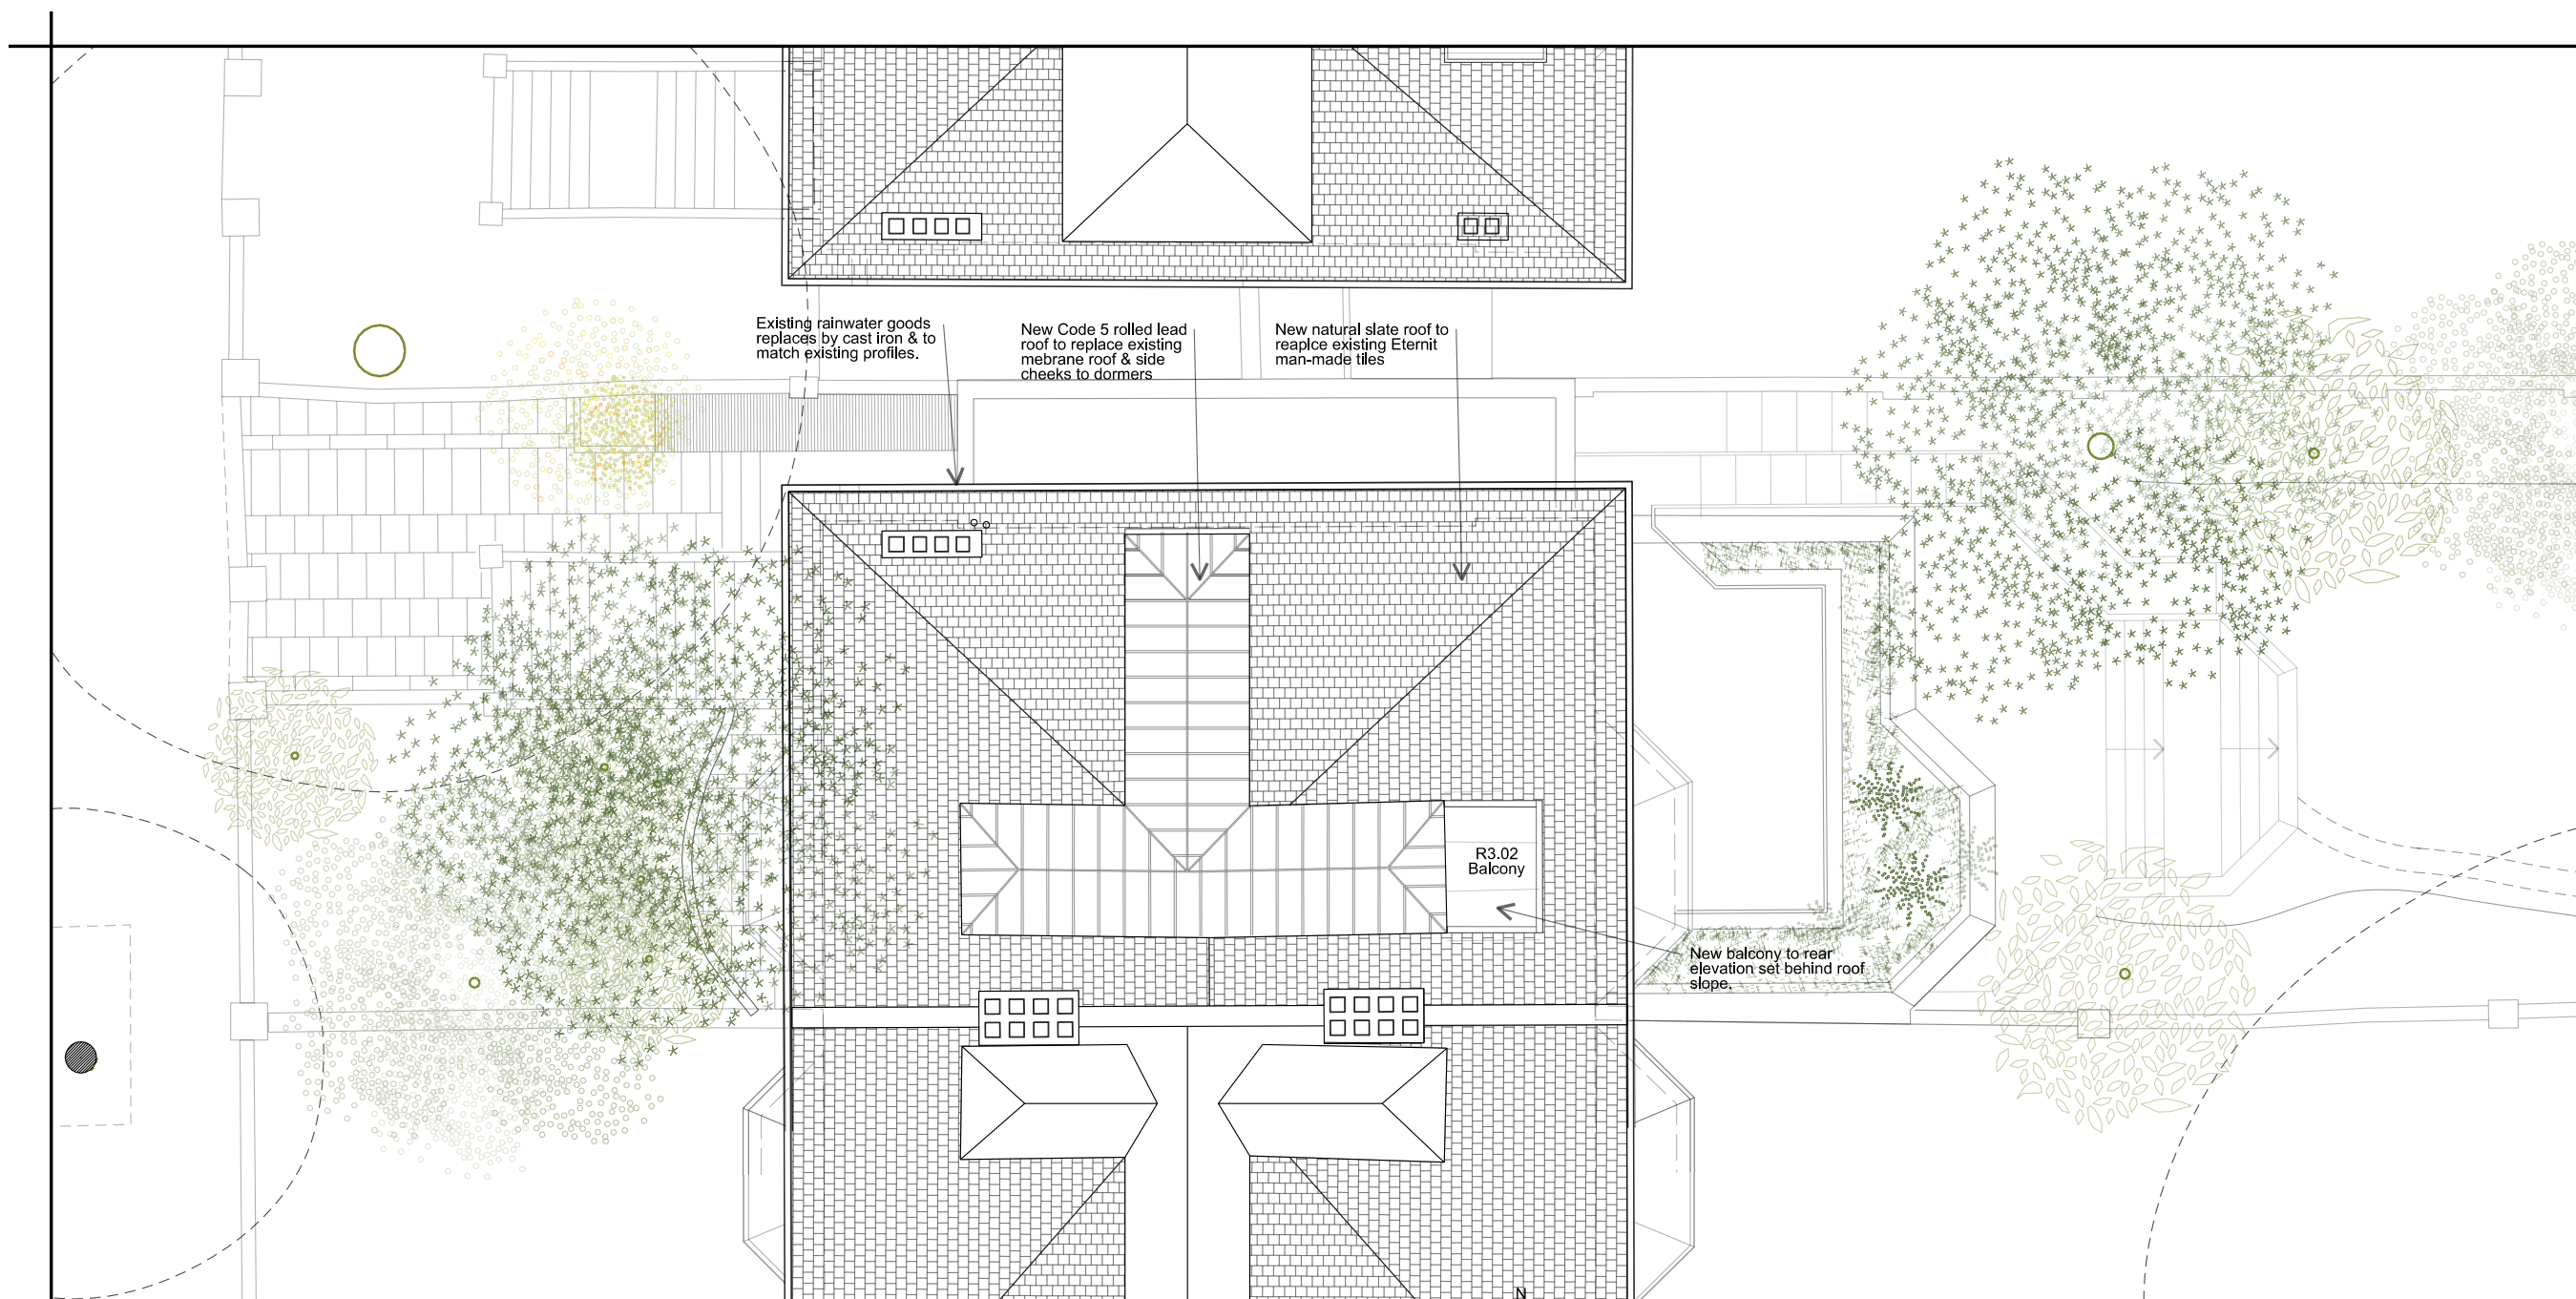 Existing rainwater goods
replaces by cast iron & to
match existing profiles.
New Code 5 rolled lead
roof to replace existing
mebrane roof & side
cheeks to dormers
New natural slate roof to
reaplce existing Eternit
man-made tiles
R3.02
Balcony
New balcony to rear
elevation set behind roof
slope.
N